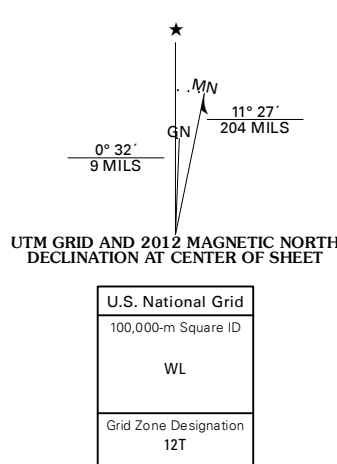 ★
MN
GN
11° 27´
204 MILS
0° 32´
9 MILS
UTM GRID AND 2012 MAGNETIC NORTH
DECLINATION AT CENTER OF SHEET
U.S. National Grid
100,000-m Square ID
WL
Grid Zone Designation
12T